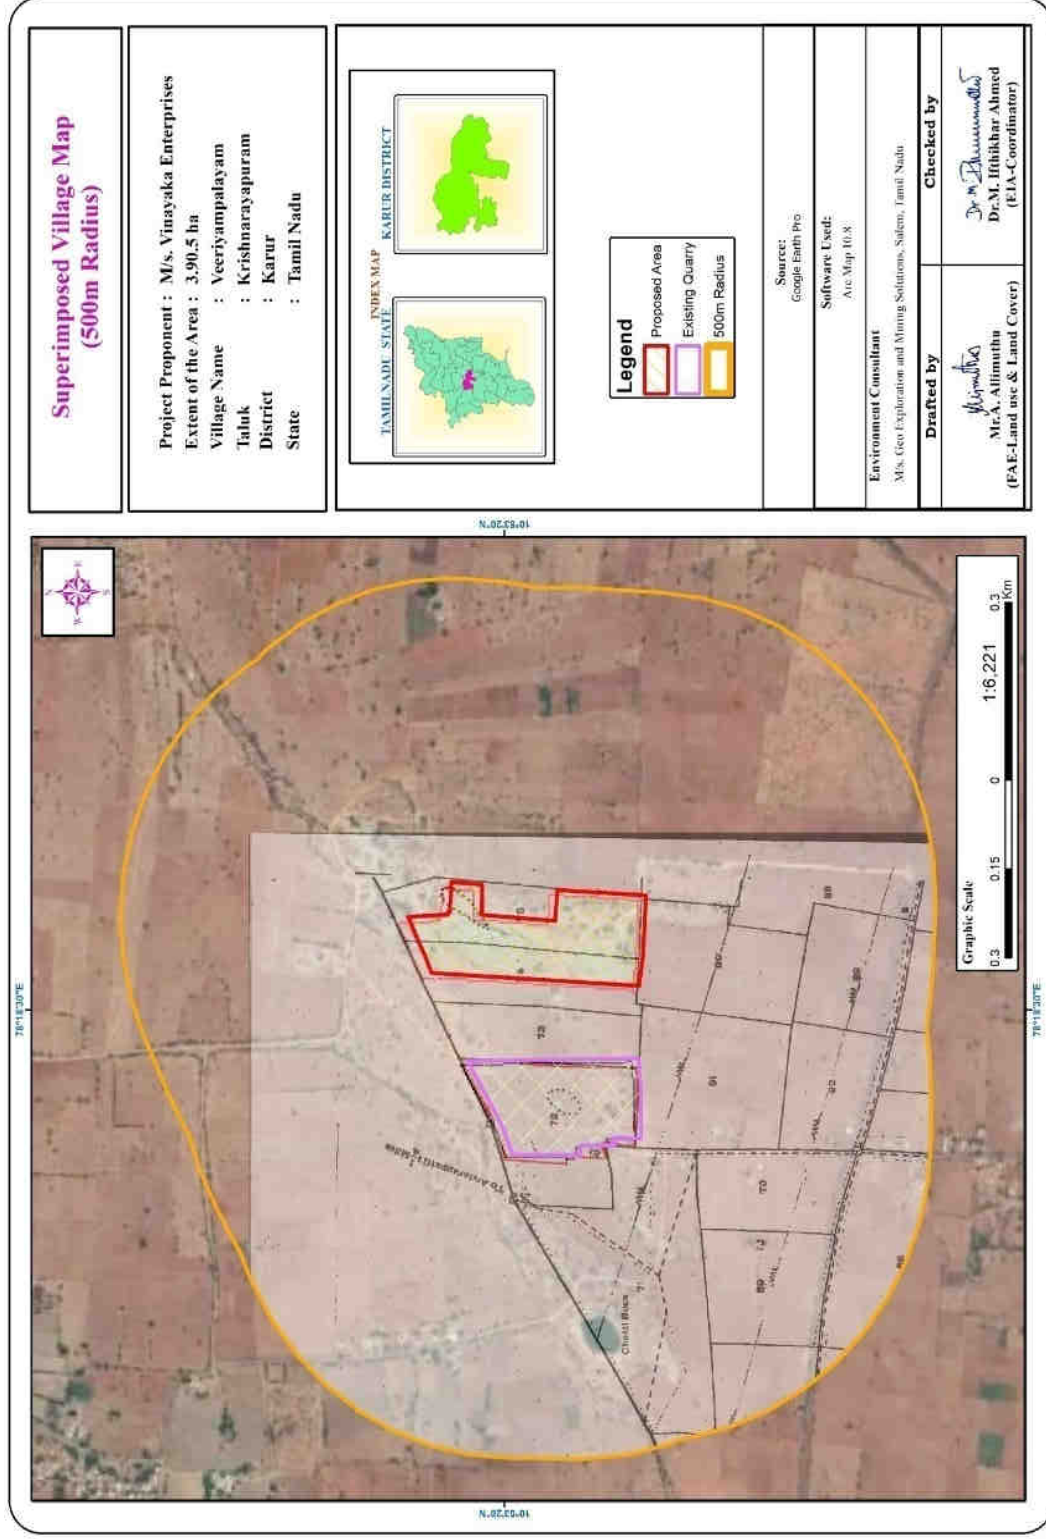 Superimposed Village Map
(500m Radius)
Project Proponent : M/s. Vinayaka Enterprises
Extent of the Area : 3.90.5 ha
Village Name : Veeriyampalayam
Taluk : Krishnarayapuram
District : Karur
State : Tamil Nadu
INDEX MAP
TAMILNADU STATE
KARUR DISTRICT
Legend
Proposed Area
Existing Quarry
500m Radius
Source:
Google Earth Pro
Software Used:
Arc Map 10.8
Environment Consultant
M/s. Geo Exploration and Mining Solutions, Salem, Tamil Nadu
Drafted by
Checked by
Mr.A. Allimuthu
(FAE-Land use & Land Cover)
Dr.M. Ifthikhar Ahmed
(EIA-Coordinator)
78°18'30"E
10°53'20"N
10°53'20"N
78°18'30"E
N
E
S
W
73
70
Graphic Scale
1:6,221
0.3 0.15 0 0.3
Km